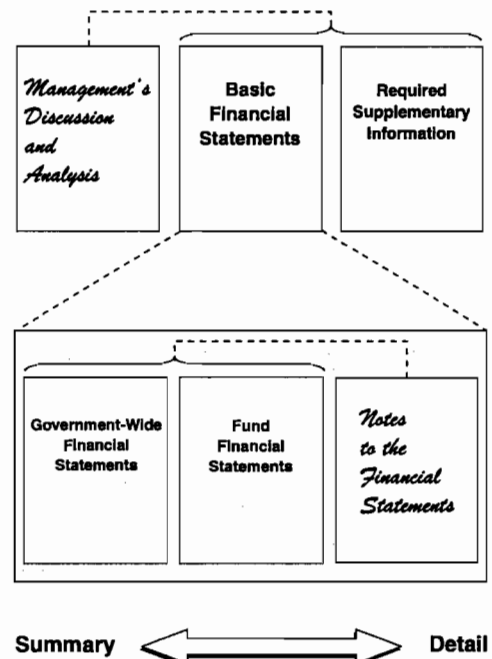 Management's
Discussion
and
Analysis
Basic
Financial
Statements
Required
Supplementary
Information
Government-Wide
Financial
Statements
Fund
Financial
Statements
Notes
to the
Financial
Statements
Summary
Detail